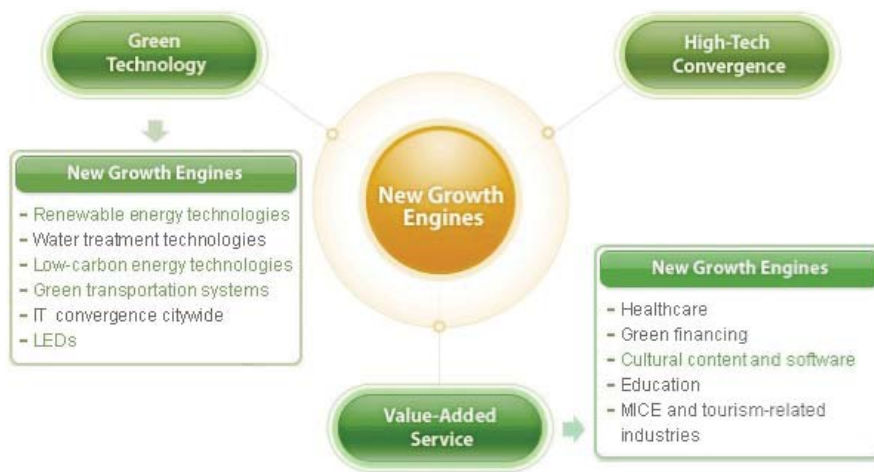 Green
Technology
High-Tech
Convergence
New Growth Engines
- Renewable energy technologies
- Water treatment technologies
- Low-carbon energy technologies
- Green transportation systems
- IT convergence citywide
- LEDs
New Growth
Engines
Value-Added
Service
New Growth Engines
- Healthcare
- Green financing
- Cultural content and software
- Education
- MICE and tourism-related
industries